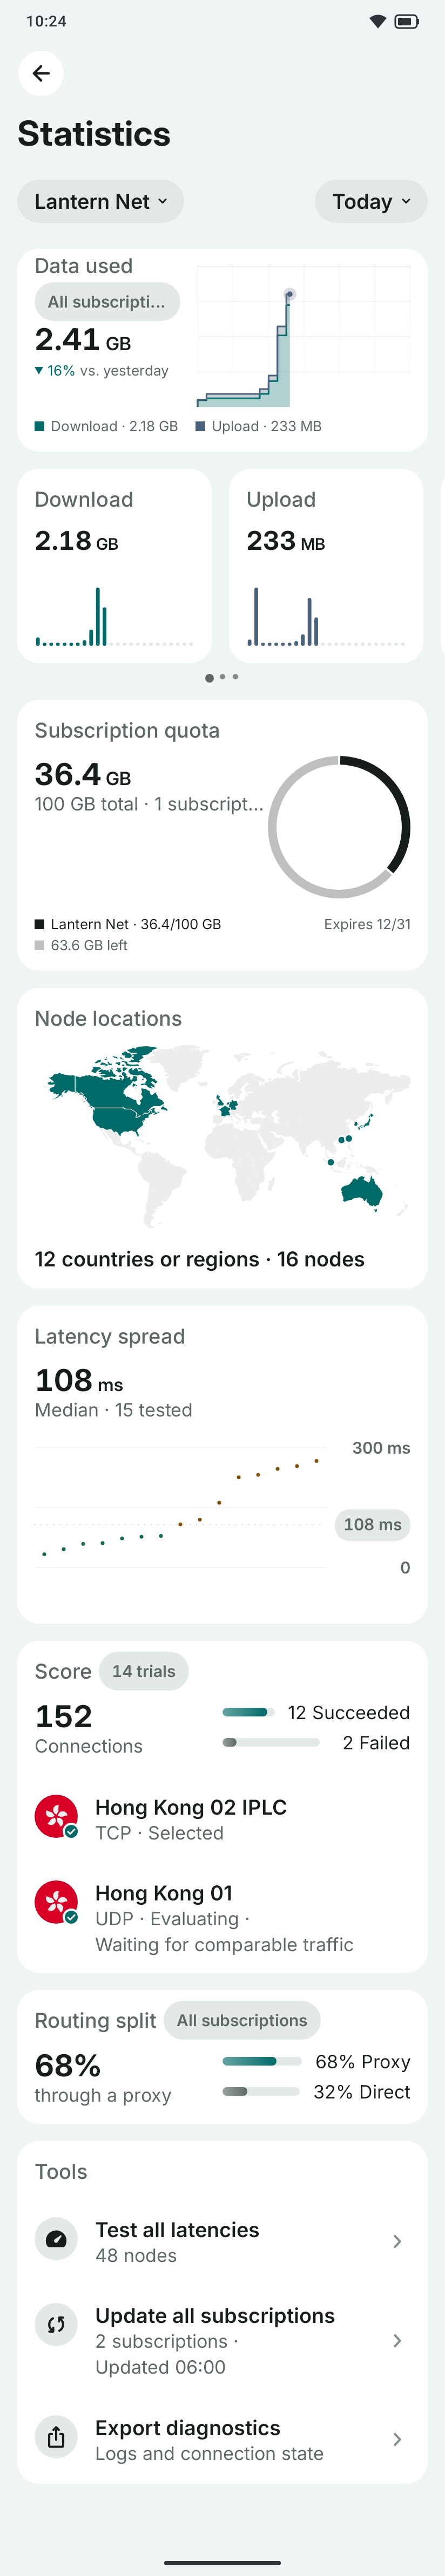 10:24
Statistics
Lantern Net
Today
Data used
All subscripti...
2.41 GB
16% vs. yesterday
Download · 2.18 GB
Upload · 233 MB
Download
2.18 GB
Upload
233 MB
Subscription quota
36.4 GB
100 GB total · 1 subscript...
Lantern Net · 36.4/100 GB
Expires 12/31
63.6 GB left
Node locations
12 countries or regions · 16 nodes
Latency spread
108 ms
Median · 15 tested
300 ms
108 ms
0
Score
14 trials
152
Connections
12 Succeeded
2 Failed
Hong Kong 02 IPLC
TCP · Selected
Hong Kong 01
UDP · Evaluating ·
Waiting for comparable traffic
Routing split
All subscriptions
68%
through a proxy
68% Proxy
32% Direct
Tools
Test all latencies
48 nodes
Update all subscriptions
2 subscriptions ·
Updated 06:00
Export diagnostics
Logs and connection state